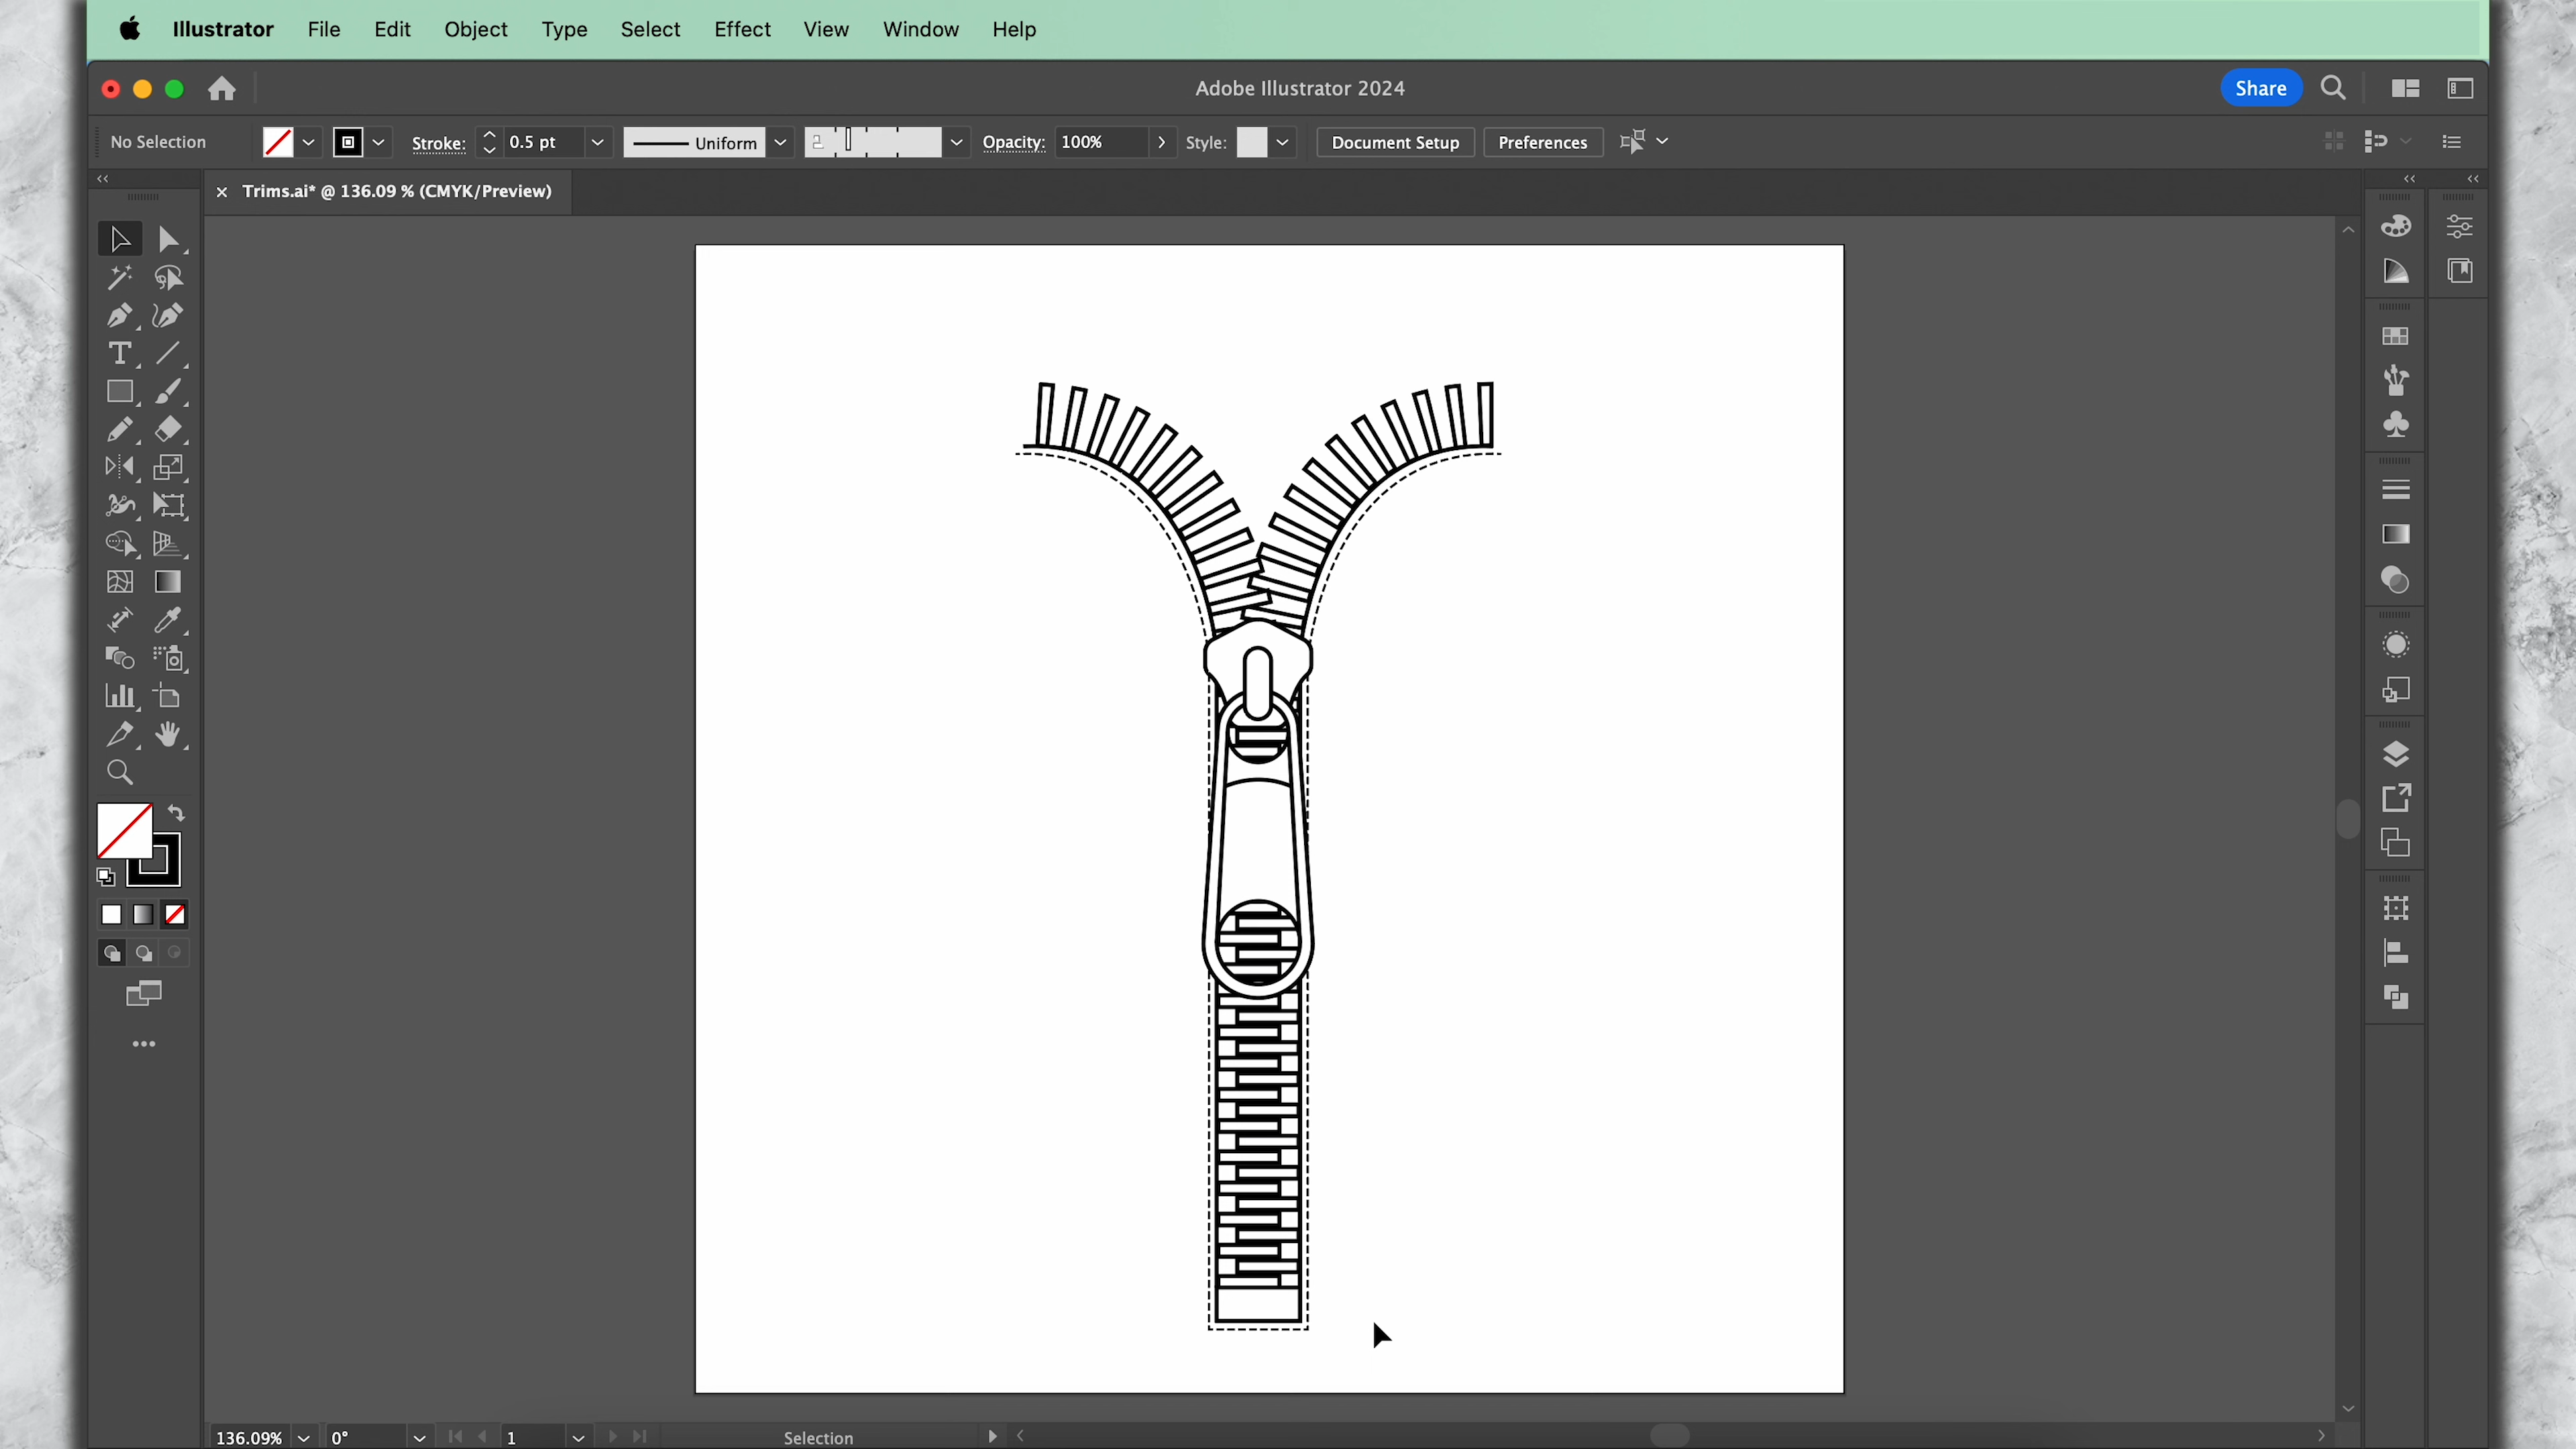 Illustrator File Edit Object Type Select Effect View Window Help
Adobe Illustrator 2024
Share
No Selection Stroke: 0.5 pt Uniform Opacity: 100% Style: Document Setup Preferences
Trims.ai* @ 136.09 % (CMYK/Preview)
136.09% 0° 1 Selection